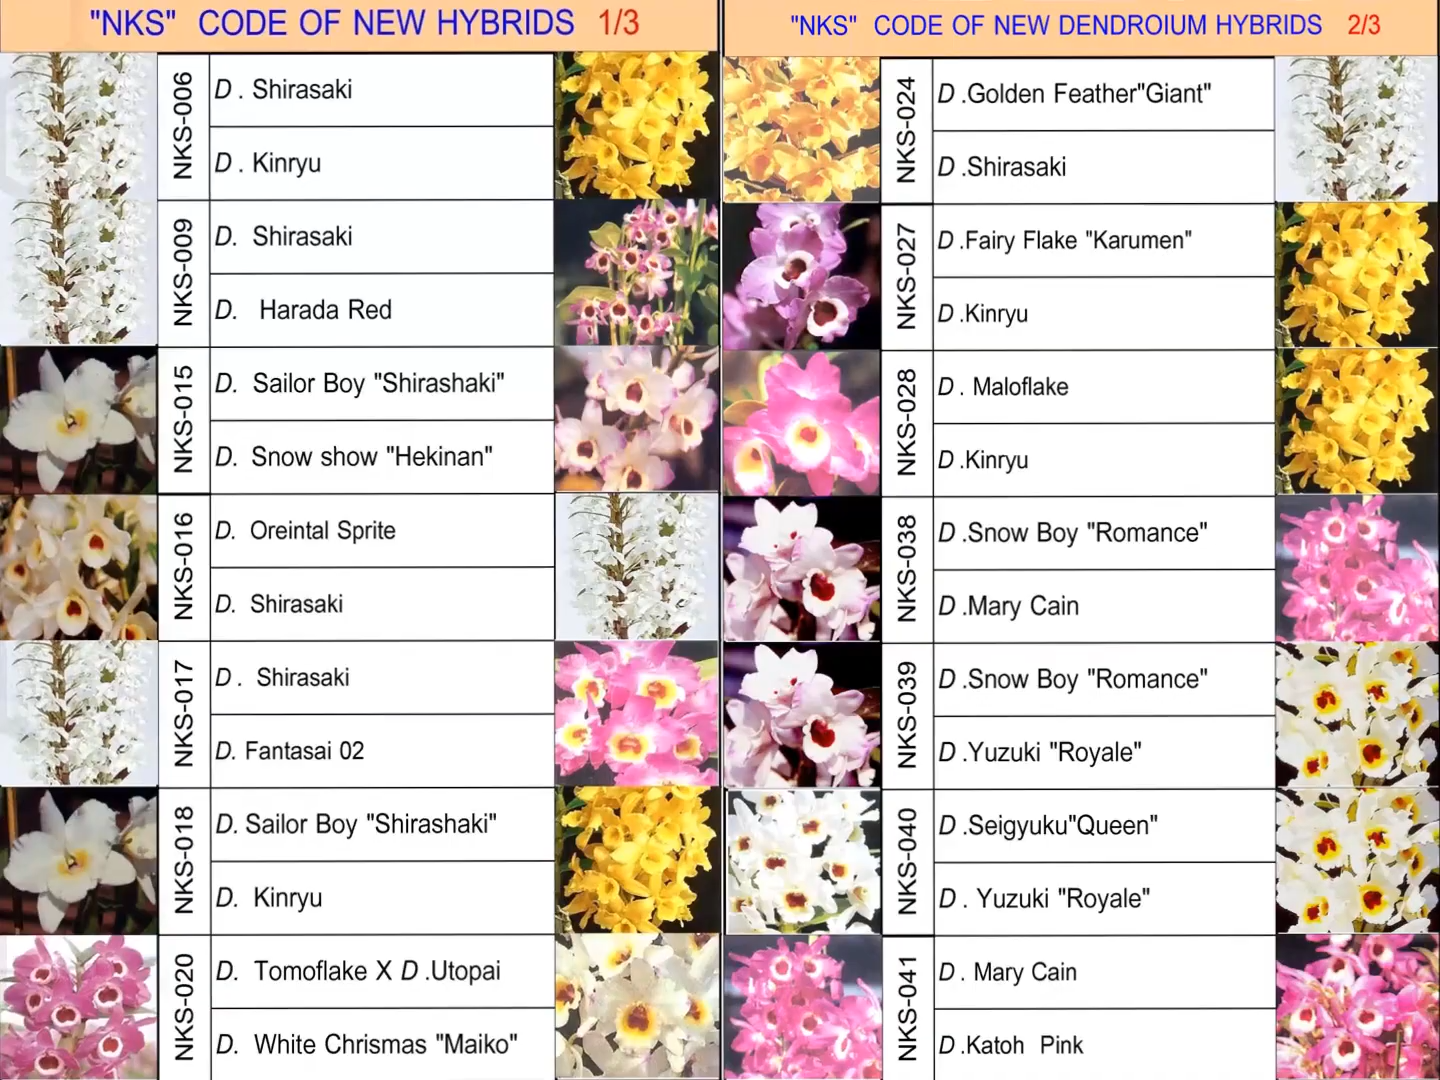 "NKS" CODE OF NEW HYBRIDS 1/3
NKS-006
D. Shirasaki
D. Kinryu
NKS-009
D. Shirasaki
D. Harada Red
NKS-015
D. Sailor Boy "Shirashaki"
D. Snow show "Hekinan"
NKS-016
D. Oreintal Sprite
D. Shirasaki
NKS-017
D. Shirasaki
D. Fantasai 02
NKS-018
D. Sailor Boy "Shirashaki"
D. Kinryu
NKS-020
D. Tomoflake X D.Utopai
D. White Chrismas "Maiko"
"NKS" CODE OF NEW DENDROIUM HYBRIDS 2/3
NKS-024
D.Golden Feather"Giant"
D.Shirasaki
NKS-027
D.Fairy Flake "Karumen"
D.Kinryu
NKS-028
D. Maloflake
D.Kinryu
NKS-038
D.Snow Boy "Romance"
D.Mary Cain
NKS-039
D.Snow Boy "Romance"
D.Yuzuki "Royale"
NKS-040
D.Seigyuku"Queen"
D. Yuzuki "Royale"
NKS-041
D. Mary Cain
D.Katoh Pink